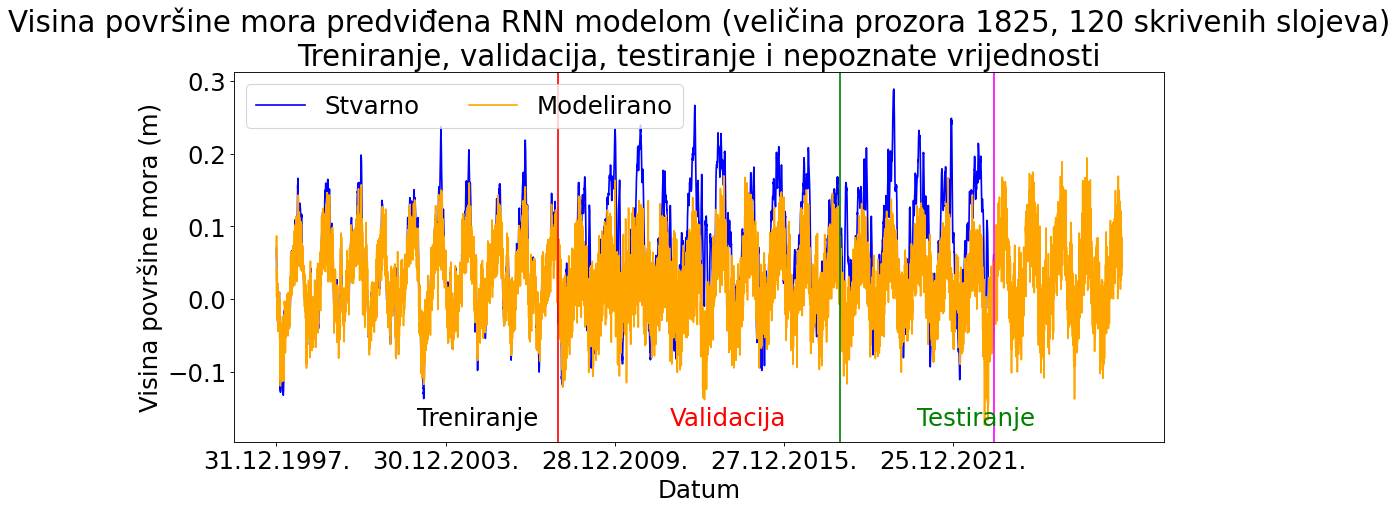 Visina površine mora predviđena RNN modelom (veličina prozora 1825, 120 skrivenih slojeva)
Treniranje, validacija, testiranje i nepoznate vrijednosti
Stvarno Modelirano
Visina površine mora (m)
0.3
0.2
0.1
0.0
−0.1
Treniranje Validacija Testiranje
31.12.1997. 30.12.2003. 28.12.2009. 27.12.2015. 25.12.2021.
Datum